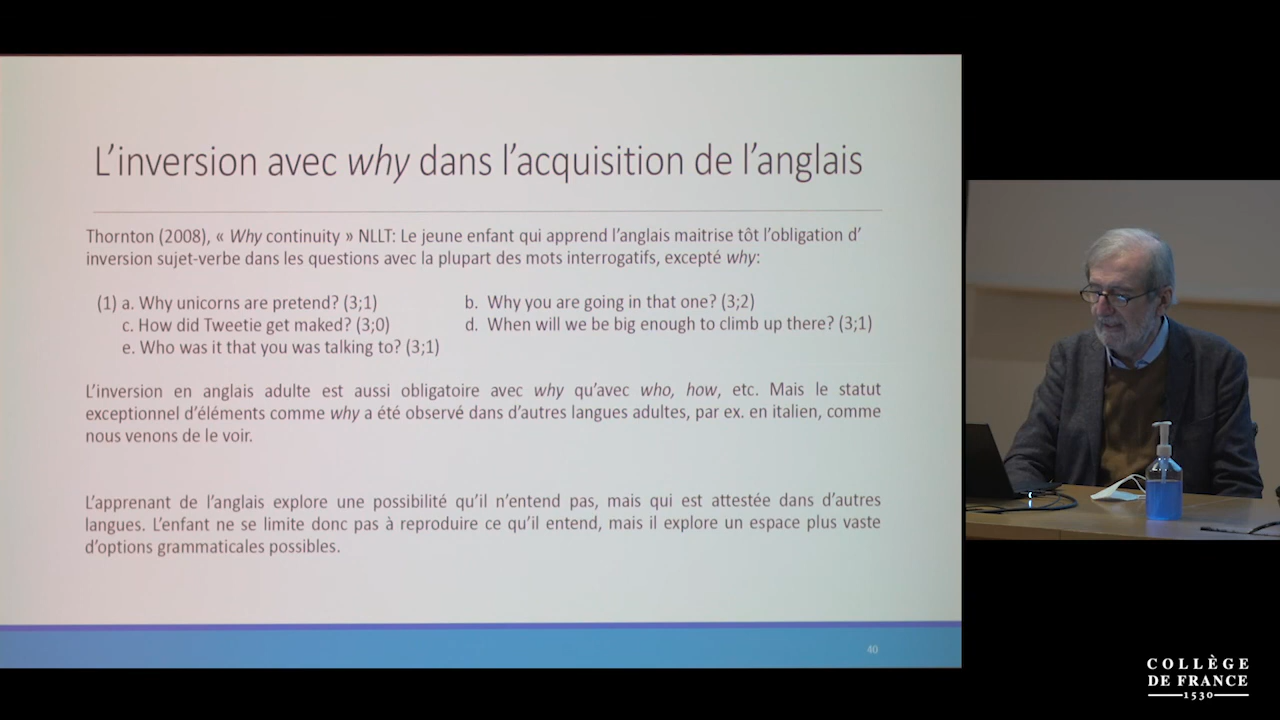 L'inversion avec why dans l'acquisition de l'anglais
Thornton (2008), « Why continuity » NLLT: Le jeune enfant qui apprend l'anglais maitrise tôt l'obligation d'
inversion sujet-verbe dans les questions avec la plupart des mots interrogatifs, excepté why:
(1) a. Why unicorns are pretend? (3;1) b. Why you are going in that one? (3;2)
c. How did Tweetie get maked? (3;0) d. When will we be big enough to climb up there? (3;1)
e. Who was it that you was talking to? (3;1)
L'inversion en anglais adulte est aussi obligatoire avec why qu'avec who, how, etc. Mais le statut
exceptionnel d'éléments comme why a été observé dans d'autres langues adultes, par ex. en italien, comme
nous venons de le voir.
L'apprenant de l'anglais explore une possibilité qu'il n'entend pas, mais qui est attestée dans d'autres
langues. L'enfant ne se limite donc pas à reproduire ce qu'il entend, mais il explore un espace plus vaste
d'options grammaticales possibles.
40
COLLÈGE
DE FRANCE
1530